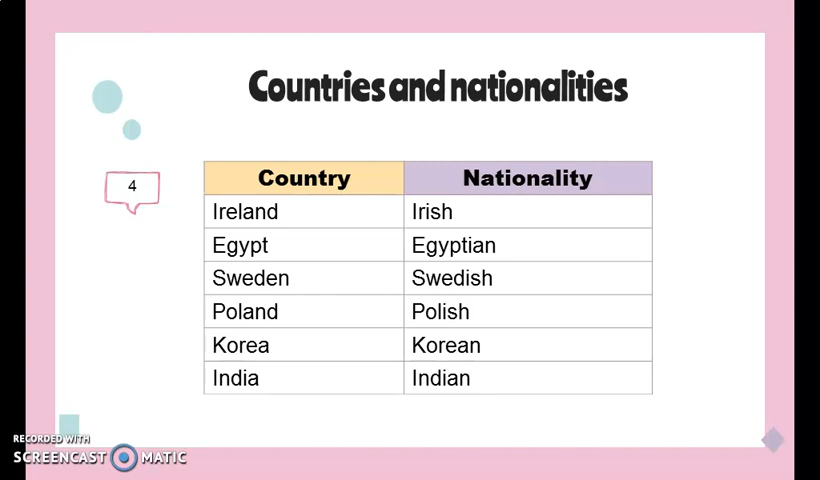 Countries and nationalities
4
Country Nationality
Ireland Irish
Egypt Egyptian
Sweden Swedish
Poland Polish
Korea Korean
India Indian
RECORDED WITH
SCREENCAST MATIC